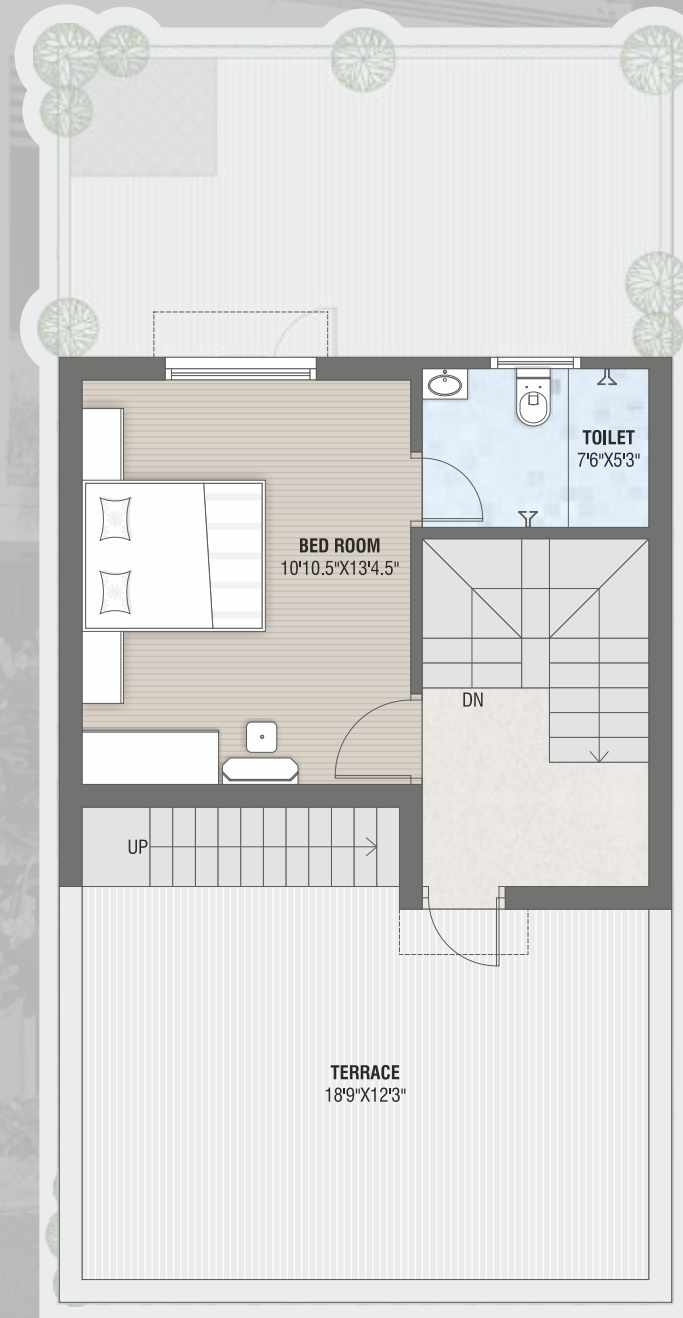 TOILET
7'6"X5'3"
BED ROOM
10'10.5"X13'4.5"
DN
UP
TERRACE
18'9"X12'3"